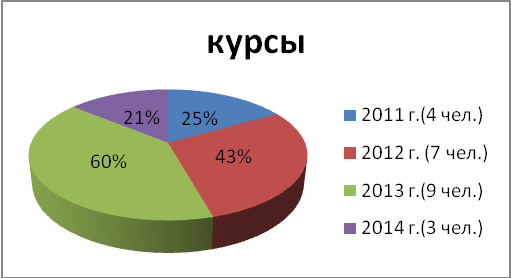 курсы
21%
25%
60%
43%
2011 г.(4 чел.)
2012 г. (7 чел.)
2013 г.(9 чел.)
2014 г.(3 чел.)